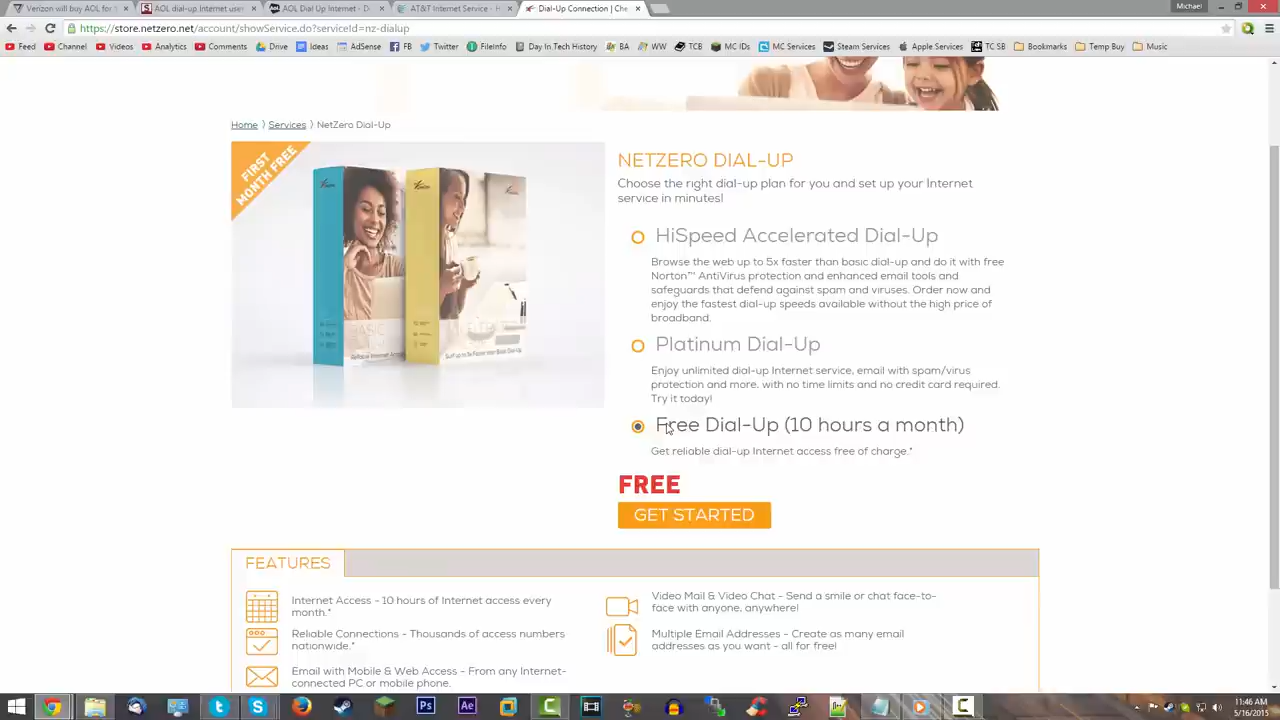 Verizon will buy AOL for $
AOL dial-up Internet user
AOL Dial Up Internet - D
AT&T Internet Service - H
Dial-Up Connection | Che
Michael
https://store.netzero.net/account/showService.do?serviceId=nz-dialup
Feed
Channel
Videos
Analytics
Comments
Drive
Images
AdSense
FB
Twitter
FileInfo
Day In Tech History
BA
WW
TCB
MC IDs
MC Services
Steam Services
Apple Services
TC SB
Bookmarks
Temp Buy
Music
Home ⟩ Services ⟩ NetZero Dial-Up
FIRST
MONTH FREE
NETZERO DIAL-UP
Choose the right dial-up plan for you and set up your Internet
service in minutes!
HiSpeed Accelerated Dial-Up
Browse the web up to 5x faster than basic dial-up and do it with free
Norton™ AntiVirus protection and enhanced email tools and
safeguards that defend against spam and viruses. Order now and
enjoy the fastest dial-up speeds available without the high price of
broadband.
Platinum Dial-Up
Enjoy unlimited dial-up Internet service, email with spam/virus
protection and more, with no time limits and no credit card required.
Try it today!
Free Dial-Up (10 hours a month)
Get reliable dial-up Internet access free of charge.*
FREE
GET STARTED
FEATURES
Internet Access - 10 hours of Internet access every
month.*
Reliable Connections - Thousands of access numbers
nationwide.*
Email with Mobile & Web Access - From any Internet-
connected PC or mobile phone.
Video Mail & Video Chat - Send a smile or chat face-to-
face with anyone, anywhere!
Multiple Email Addresses - Create as many email
addresses as you want - all for free!
11:46 AM
5/16/2015